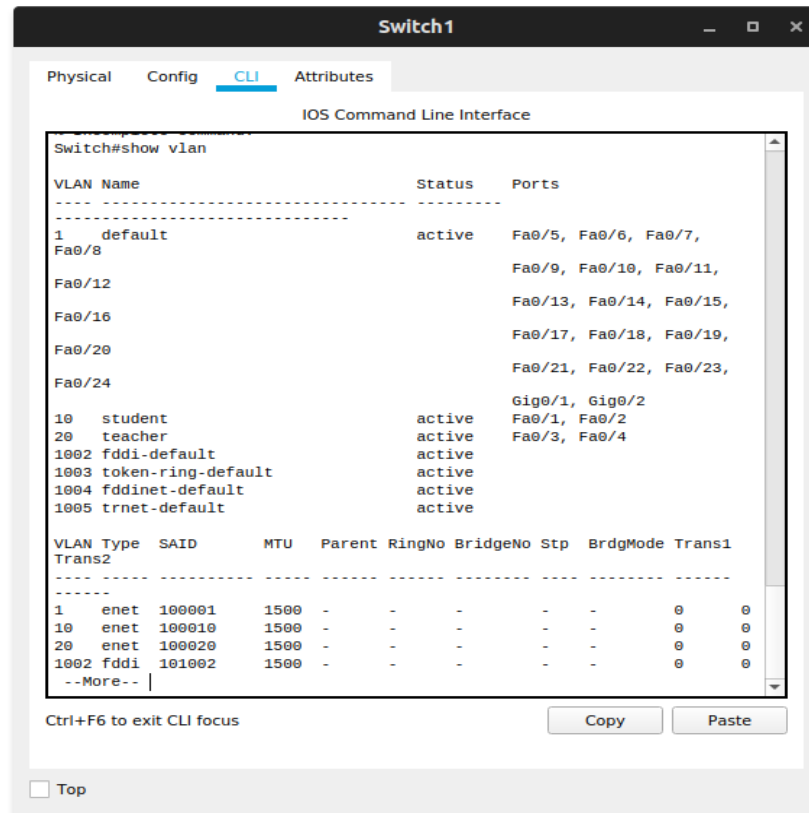 Switch1
Physical Config CLI Attributes
IOS Command Line Interface
Switch#show vlan
VLAN Name                             Status    Ports
---- -------------------------------- ---------
-------------------------------
1    default                          active    Fa0/5, Fa0/6, Fa0/7,
Fa0/8
                                                Fa0/9, Fa0/10, Fa0/11,
Fa0/12
                                                Fa0/13, Fa0/14, Fa0/15,
Fa0/16
                                                Fa0/17, Fa0/18, Fa0/19,
Fa0/20
                                                Fa0/21, Fa0/22, Fa0/23,
Fa0/24
                                                Gig0/1, Gig0/2
10   student                          active    Fa0/1, Fa0/2
20   teacher                          active    Fa0/3, Fa0/4
1002 fddi-default                     active
1003 token-ring-default               active
1004 fddinet-default                  active
1005 trnet-default                    active
VLAN Type  SAID       MTU   Parent RingNo BridgeNo Stp  BrdgMode Trans1
Trans2
---- ----- ---------- ----- ------ ------ -------- ---- -------- ------
------
1    enet  100001     1500  -      -      -        -    -        0      0
10   enet  100010     1500  -      -      -        -    -        0      0
20   enet  100020     1500  -      -      -        -    -        0      0
1002 fddi  101002     1500  -      -      -        -    -        0      0
 --More--
Ctrl+F6 to exit CLI focus
Copy Paste
Top